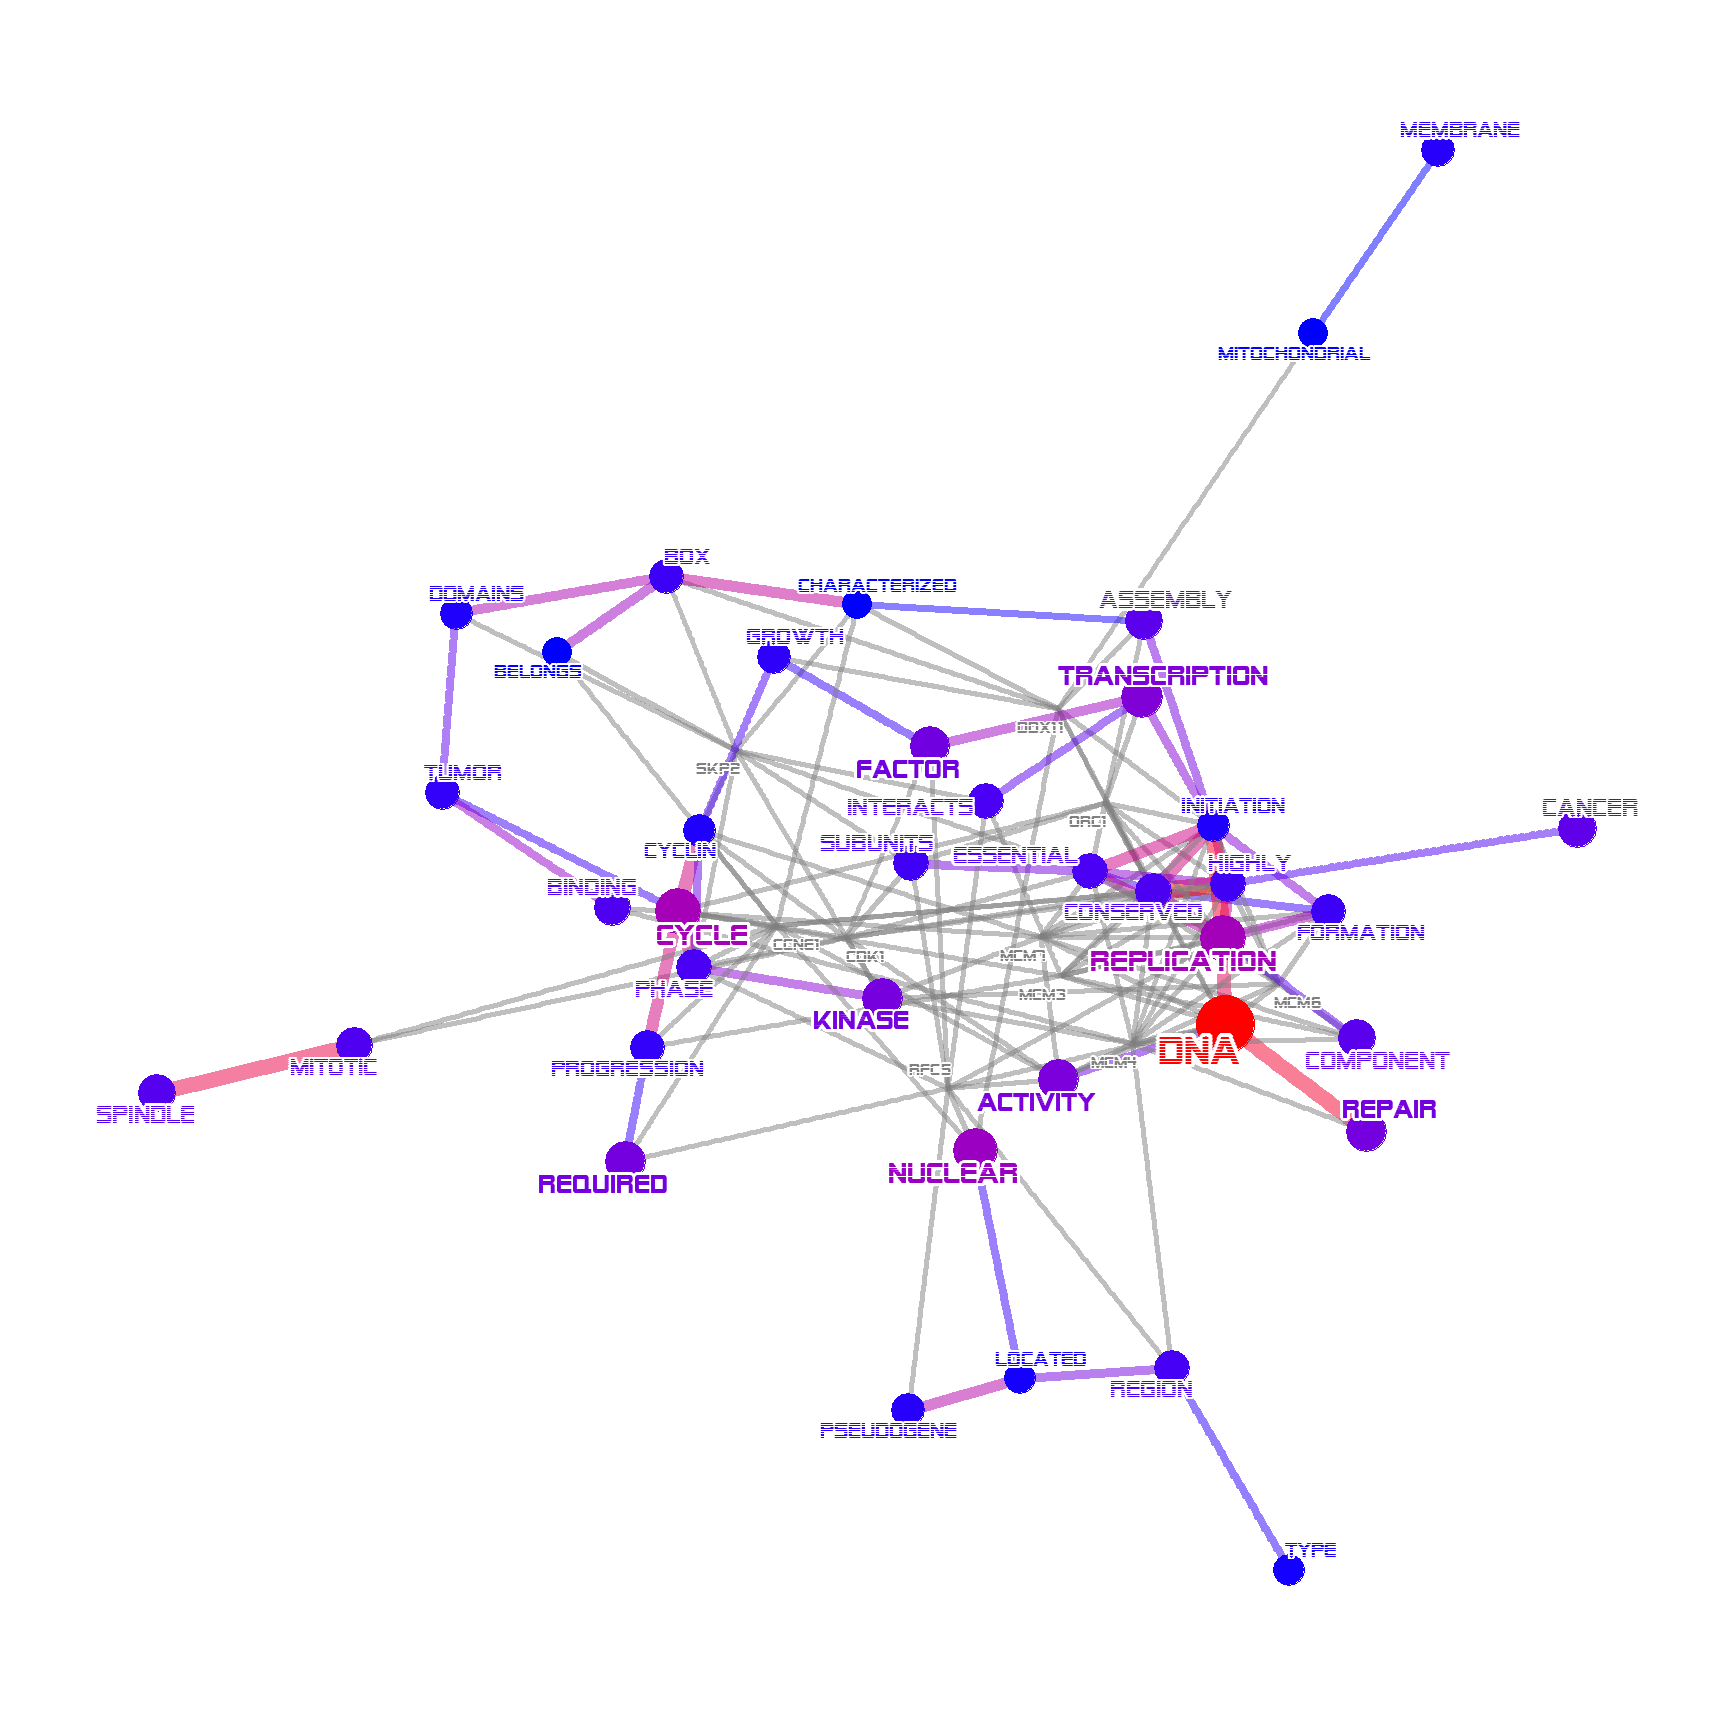 MEMBRANE
MITOCHONDRIAL
BOX
CHARACTERIZED
DOMAINS
ASSEMBLY
GROWTH
BELONGS
TRANSCRIPTION
DDX11
FACTOR
SKP2
TUMOR
INTERACTS
INITIATION
CANCER
ORC1
SUBUNITS
CYCLIN
ESSENTIAL
HIGHLY
BINDING
CONSERVED
CYCLE
FORMATION
CCNE1
CDK1
MCM7
REPLICATION
PHASE
MCM3
MCM6
KINASE
DNA
COMPONENT
MITOTIC
PROGRESSION
RFC5
MCM4
ACTIVITY
REPAIR
SPINDLE
NUCLEAR
REQUIRED
LOCATED
REGION
PSEUDOGENE
TYPE